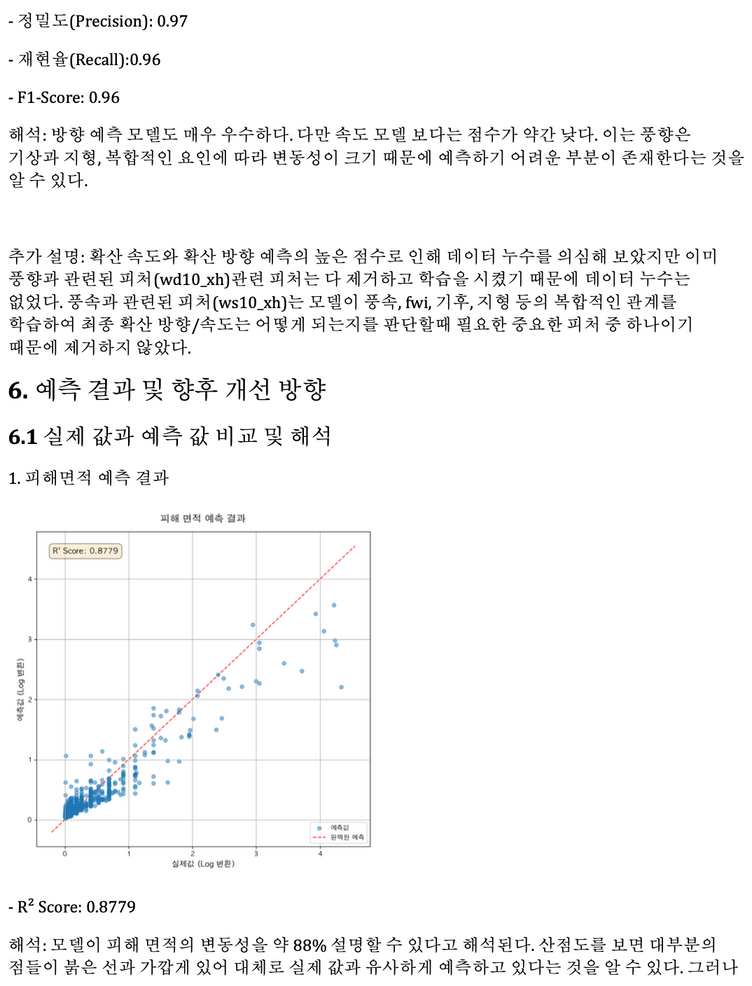 - 정밀도(Precision): 0.97
- 재현율(Recall):0.96
- F1-Score: 0.96
해석: 방향 예측 모델도 매우 우수하다. 다만 속도 모델 보다는 점수가 약간 낮다. 이는 풍향은
기상과 지형, 복합적인 요인에 따라 변동성이 크기 때문에 예측하기 어려운 부분이 존재한다는 것을
알 수 있다.
추가 설명: 확산 속도와 확산 방향 예측의 높은 점수로 인해 데이터 누수를 의심해 보았지만 이미
풍향과 관련된 피처(wd10_xh)관련 피처는 다 제거하고 학습을 시켰기 때문에 데이터 누수는
없었다. 풍속과 관련된 피처(ws10_xh)는 모델이 풍속, fwi, 기후, 지형 등의 복합적인 관계를
학습하여 최종 확산 방향/속도는 어떻게 되는지를 판단할때 필요한 중요한 피처 중 하나이기
때문에 제거하지 않았다.
6. 예측 결과 및 향후 개선 방향
6.1 실제 값과 예측 값 비교 및 해석
1. 피해면적 예측 결과
피해 면적 예측 결과
R² Score: 0.8779
4
3
2
1
0
예측값 (Log 변환)
0 1 2 3 4
실제값 (Log 변환)
예측값
완벽한 예측
- R² Score: 0.8779
해석: 모델이 피해 면적의 변동성을 약 88% 설명할 수 있다고 해석된다. 산점도를 보면 대부분의
점들이 붉은 선과 가깝게 있어 대체로 실제 값과 유사하게 예측하고 있다는 것을 알 수 있다. 그러나